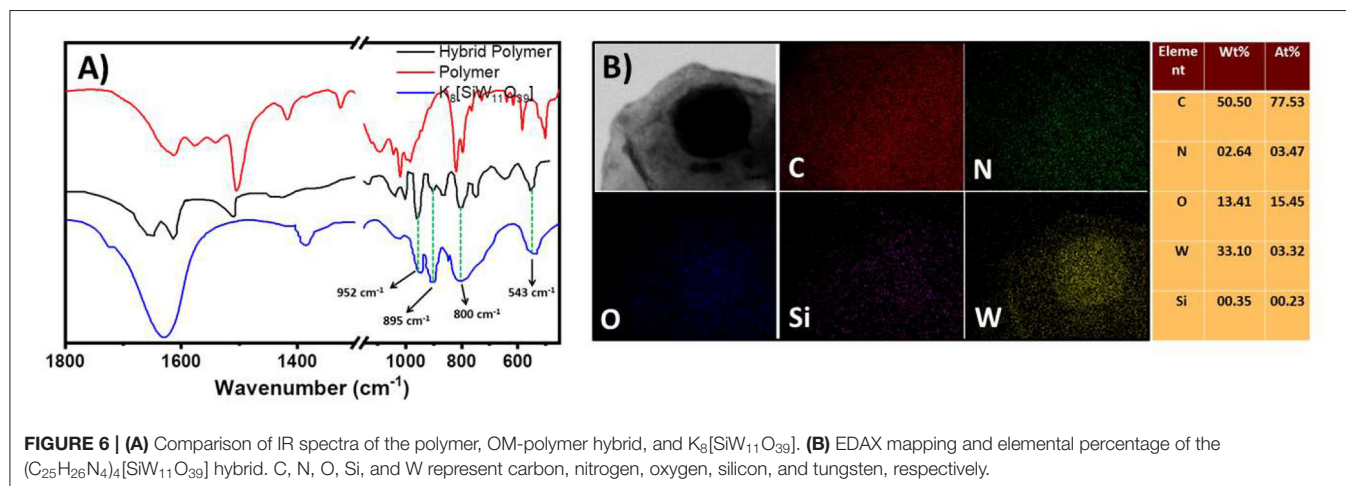 A)
Hybrid Polymer
Polymer
K₈[SiW₁₁O₃₉]
952 cm⁻¹
895 cm⁻¹
800 cm⁻¹
543 cm⁻¹
1800 1600 1400 1000 800 600
Wavenumber (cm⁻¹)
B)
C
N
O
Si
W
Eleme
nt Wt% At%
C 50.50 77.53
N 02.64 03.47
O 13.41 15.45
W 33.10 03.32
Si 00.35 00.23
FIGURE 6 | (A) Comparison of IR spectra of the polymer, OM-polymer hybrid, and K₈[SiW₁₁O₃₉]. (B) EDAX mapping and elemental percentage of the
(C₂₅H₂₆N₄)₄[SiW₁₁O₃₉] hybrid. C, N, O, Si, and W represent carbon, nitrogen, oxygen, silicon, and tungsten, respectively.